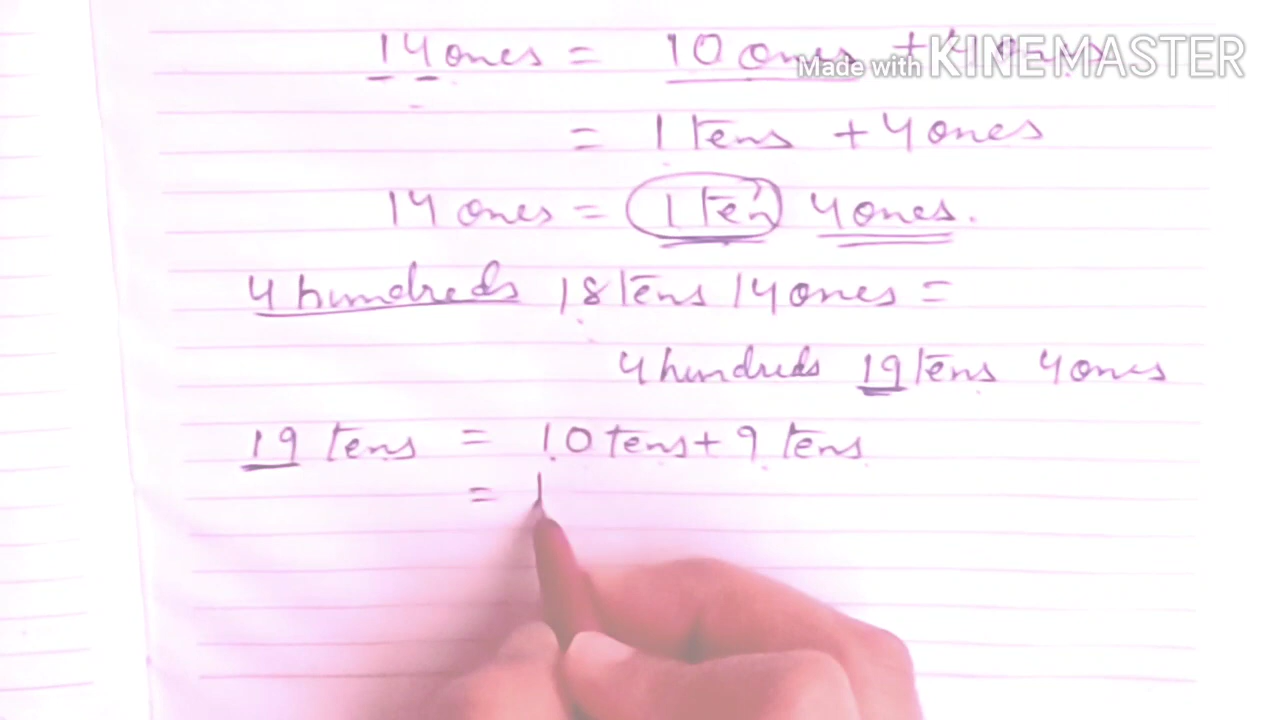 14 ones = 10 ones + 4 ones
Made with KINEMASTER
= 1 tens + 4 ones
14 ones = 1 ten 4 ones.
4 hundreds 18 tens 14 ones =
4 hundreds 19 tens 4 ones
19 tens = 10 tens + 9 tens
= 1